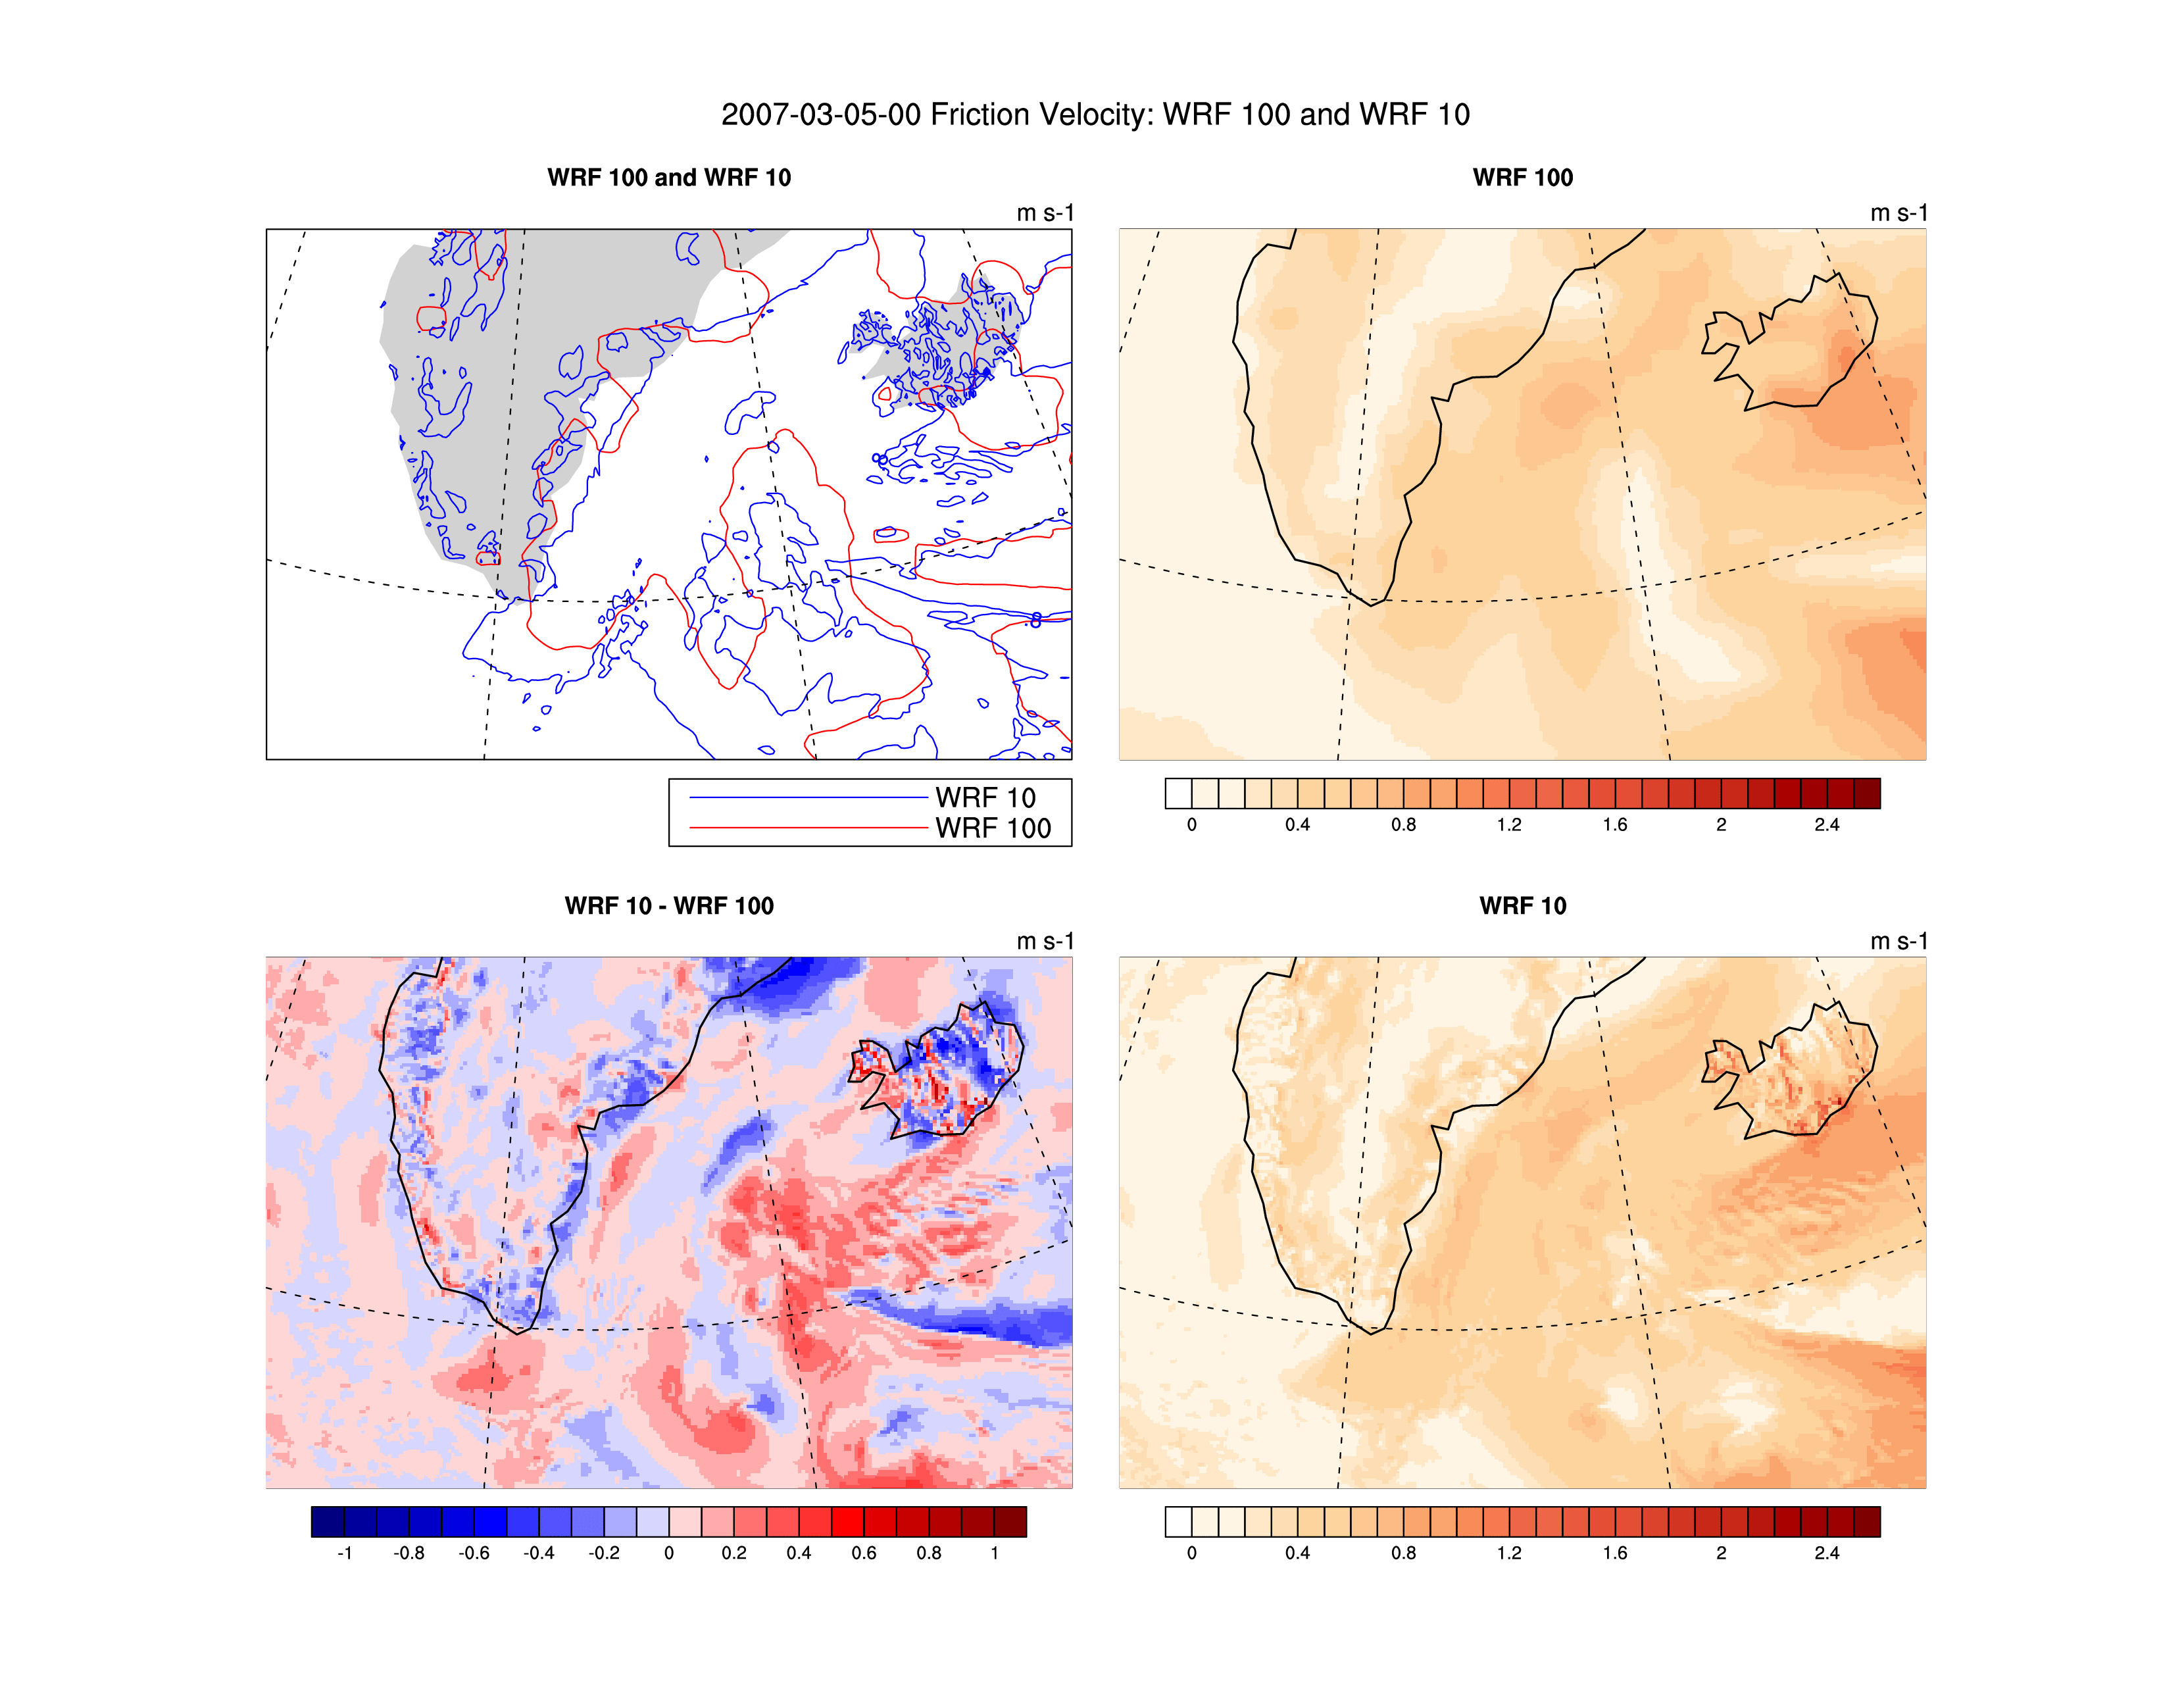 2007-03-05-00 Friction Velocity: WRF 100 and WRF 10
WRF 100 and WRF 10
m s-1
WRF 10
WRF 100
WRF 100
m s-1
0 0.4 0.8 1.2 1.6 2 2.4
WRF 10 - WRF 100
m s-1
-1 -0.8 -0.6 -0.4 -0.2 0 0.2 0.4 0.6 0.8 1
WRF 10
m s-1
0 0.4 0.8 1.2 1.6 2 2.4